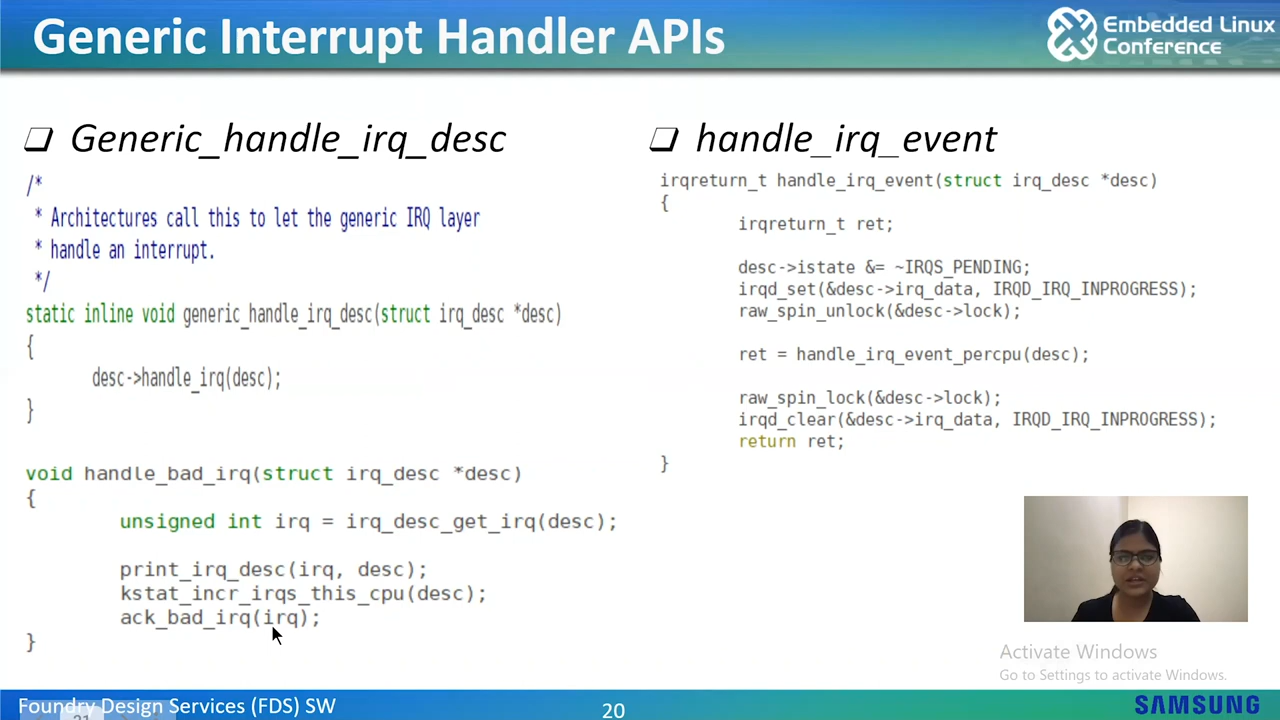 Generic Interrupt Handler APIs
Embedded Linux
Conference
❑ Generic_handle_irq_desc
/*
 * Architectures call this to let the generic IRQ layer
 * handle an interrupt.
 */
static inline void generic_handle_irq_desc(struct irq_desc *desc)
{
        desc->handle_irq(desc);
}
void handle_bad_irq(struct irq_desc *desc)
{
        unsigned int irq = irq_desc_get_irq(desc);
        print_irq_desc(irq, desc);
        kstat_incr_irqs_this_cpu(desc);
        ack_bad_irq(irq);
}
❑ handle_irq_event
irqreturn_t handle_irq_event(struct irq_desc *desc)
{
        irqreturn_t ret;
        desc->istate &= ~IRQS_PENDING;
        irqd_set(&desc->irq_data, IRQD_IRQ_INPROGRESS);
        raw_spin_unlock(&desc->lock);
        ret = handle_irq_event_percpu(desc);
        raw_spin_lock(&desc->lock);
        irqd_clear(&desc->irq_data, IRQD_IRQ_INPROGRESS);
        return ret;
}
Activate Windows
Go to Settings to activate Windows.
Foundry Design Services (FDS) SW
21
20
SAMSUNG